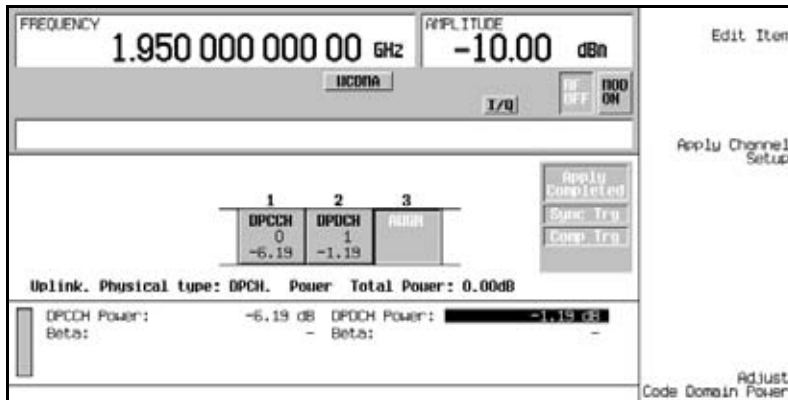 FREQUENCY
1.950 000 000 00 GHz
AMPLITUDE
-10.00 dBm
WCDMA
I/Q
RF OFF
MOD ON
Edit Item
Apply Channel Setup
Apply Completed
Sync Trg
Comp Trg
1 2 3
DPCCH DPDCH AWGN
0 1
-6.19 -1.19
Uplink. Physical type: DPCH. Power Total Power: 0.00dB
DPCCH Power: -6.19 dB DPDCH Power: -1.19 dB
Beta: - Beta: -
Adjust
Code Domain Power